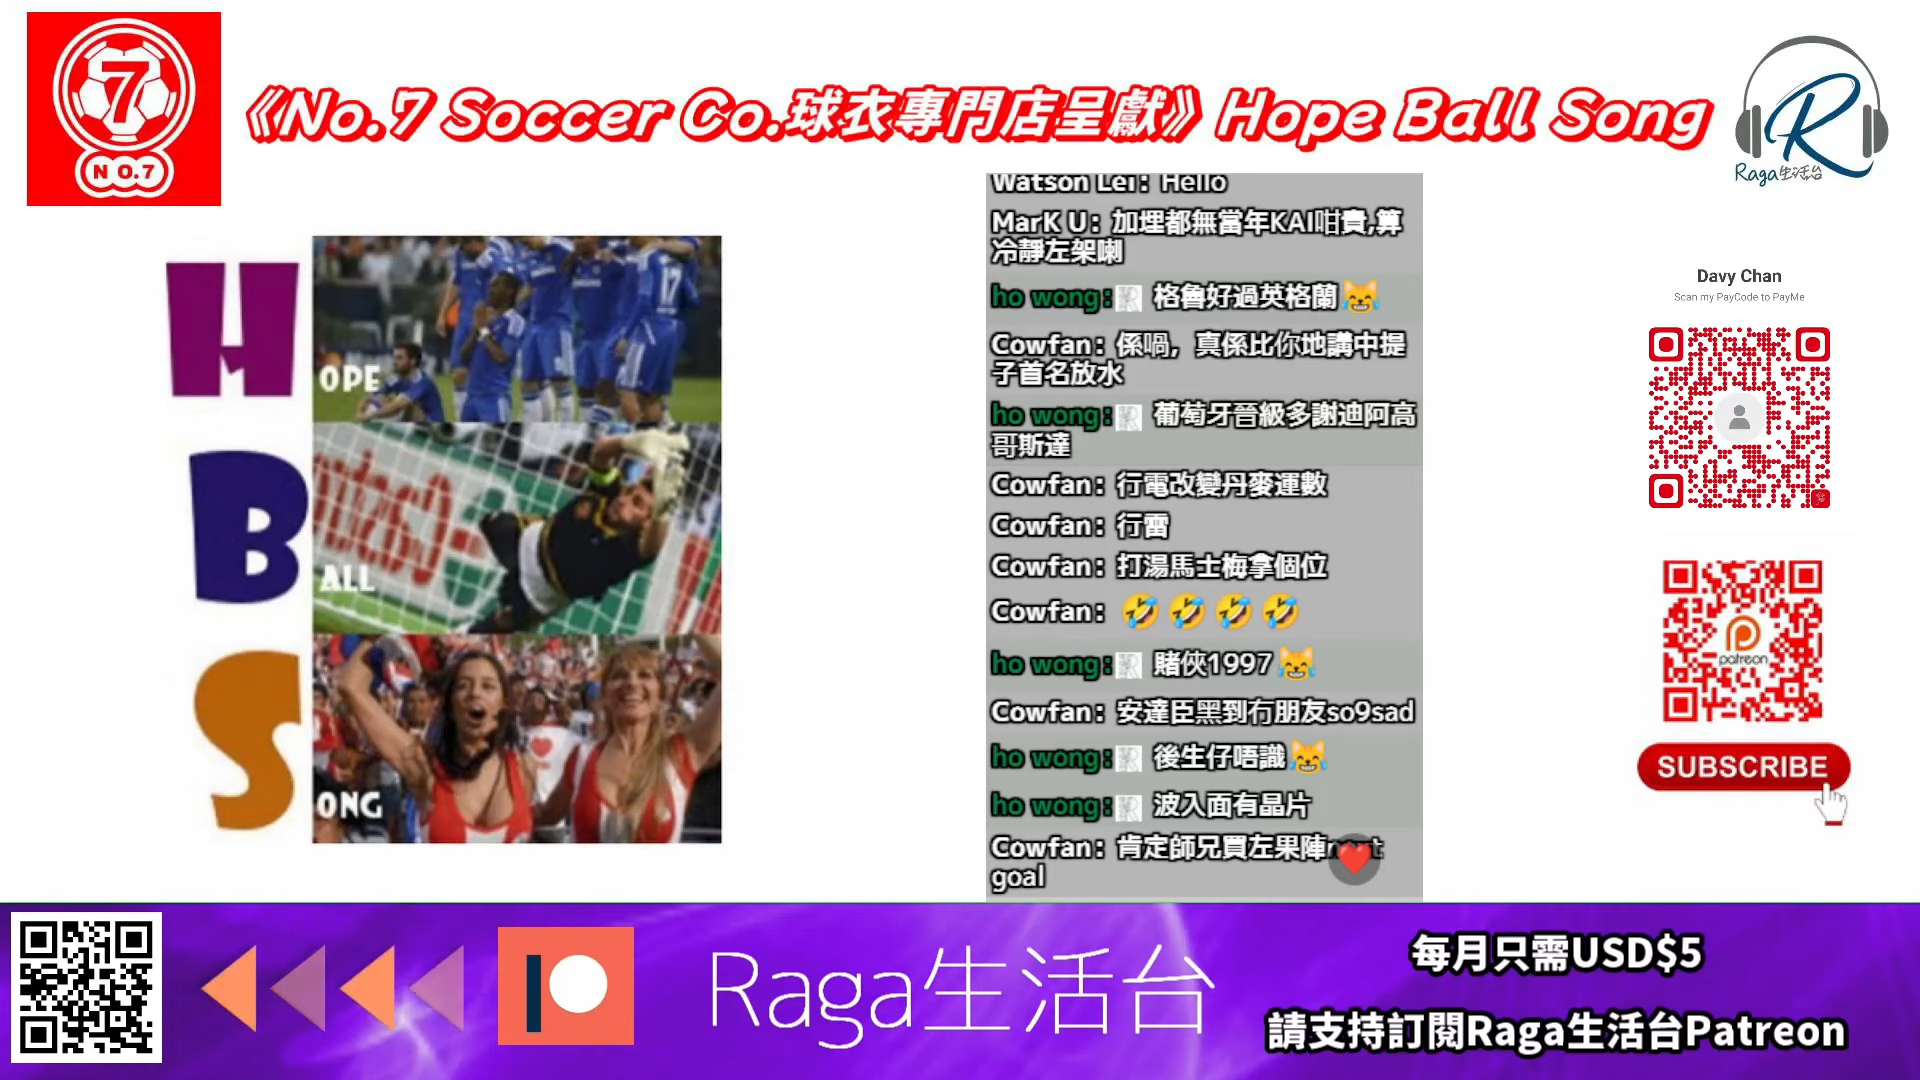 7
NO.7
《No.7 Soccer Co.球衣專門店呈獻》Hope Ball Song
R
Raga生活台
HOPE
BALL
SONG
17
Watson Lei: Hello
MarK U: 加埋都無當年KAI咁貴,算
冷靜左架喇
ho wong: 格魯好過英格蘭😹
Cowfan: 係喎，真係比你地講中提
子首名放水
ho wong: 葡萄牙晉級多謝迪阿高
哥斯達
Cowfan: 行電改變丹麥運數
Cowfan: 行雷
Cowfan: 打湯馬士梅拿個位
Cowfan: 🤣🤣🤣🤣
ho wong: 賭俠1997😹
Cowfan: 安達臣黑到冇朋友so9sad
ho wong: 後生仔唔識😹
ho wong: 波入面有晶片
Cowfan: 肯定師兄買左果陣
goal
Davy Chan
Scan my PayCode to PayMe
patreon
SUBSCRIBE
Raga生活台
每月只需USD$5
請支持訂閱Raga生活台Patreon